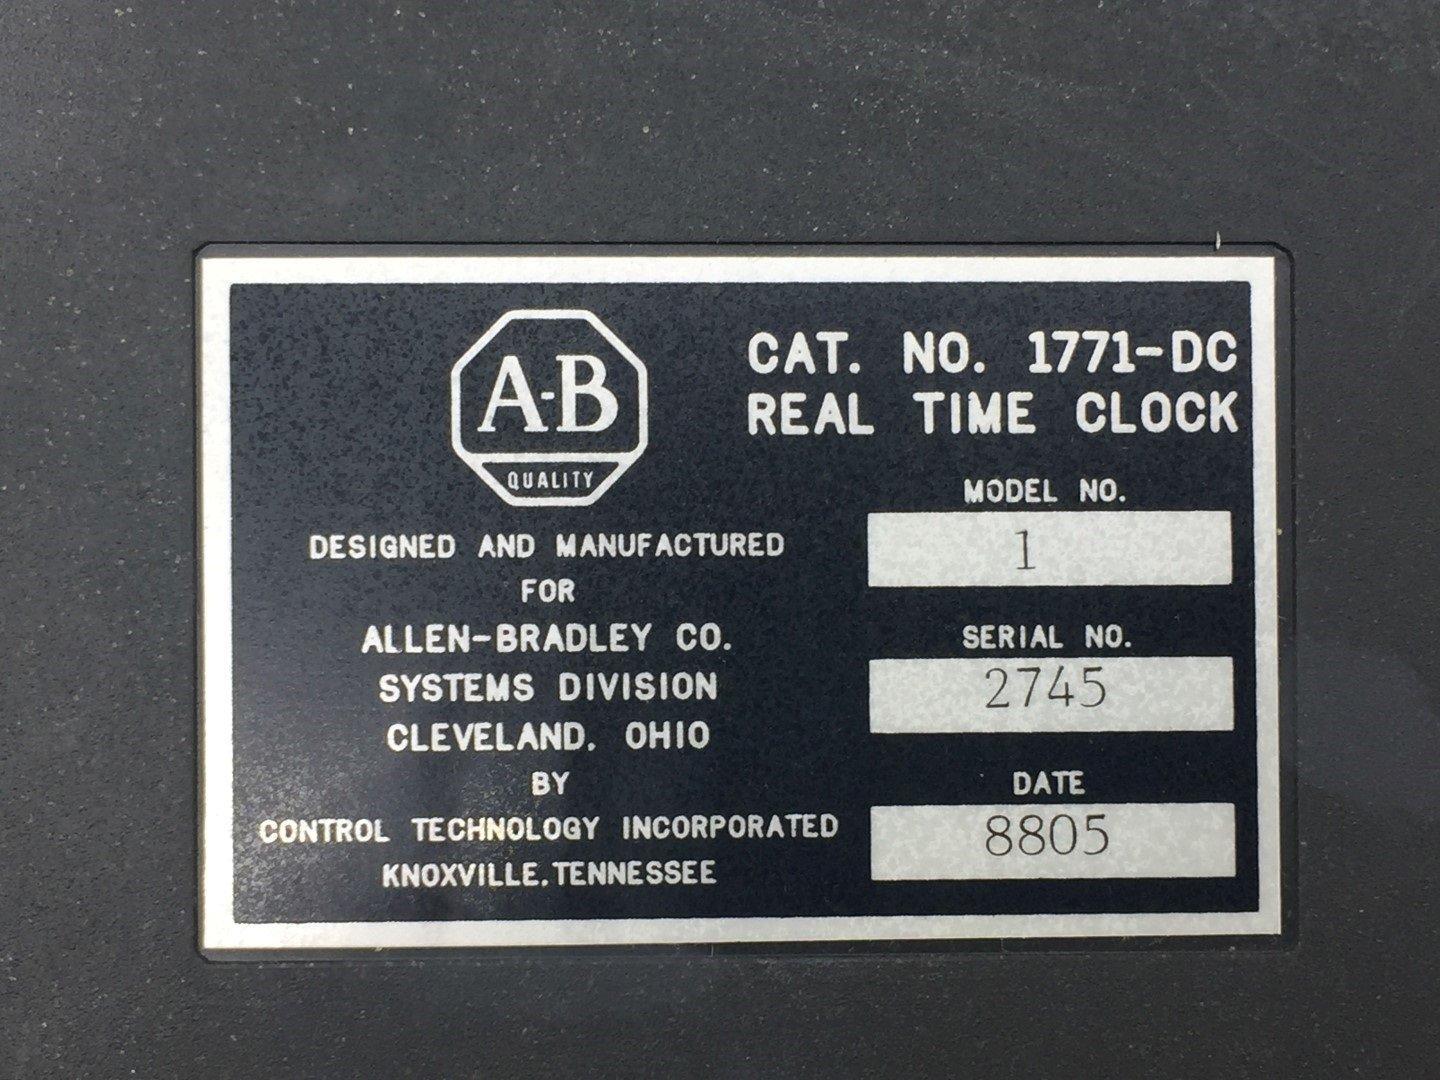 A-B
QUALITY
DESIGNED AND MANUFACTURED
FOR
ALLEN-BRADLEY CO.
SYSTEMS DIVISION
CLEVELAND, OHIO
BY
CONTROL TECHNOLOGY INCORPORATED
KNOXVILLE, TENNESSEE
CAT. NO. 1771-DC
REAL TIME CLOCK
MODEL NO.
1
SERIAL NO.
2745
DATE
8805